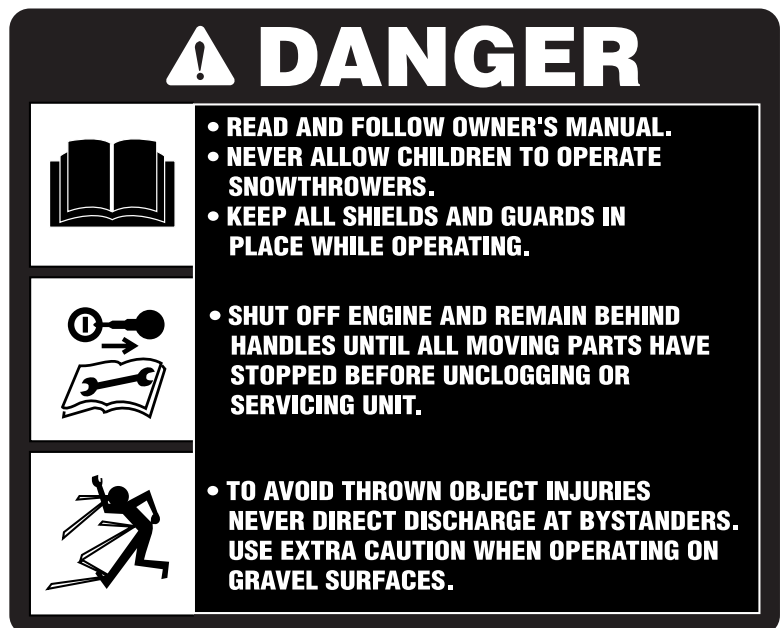 DANGER
• READ AND FOLLOW OWNER'S MANUAL.
• NEVER ALLOW CHILDREN TO OPERATE
SNOWTHROWERS.
• KEEP ALL SHIELDS AND GUARDS IN
PLACE WHILE OPERATING.
• SHUT OFF ENGINE AND REMAIN BEHIND
HANDLES UNTIL ALL MOVING PARTS HAVE
STOPPED BEFORE UNCLOGGING OR
SERVICING UNIT.
• TO AVOID THROWN OBJECT INJURIES
NEVER DIRECT DISCHARGE AT BYSTANDERS.
USE EXTRA CAUTION WHEN OPERATING ON
GRAVEL SURFACES.